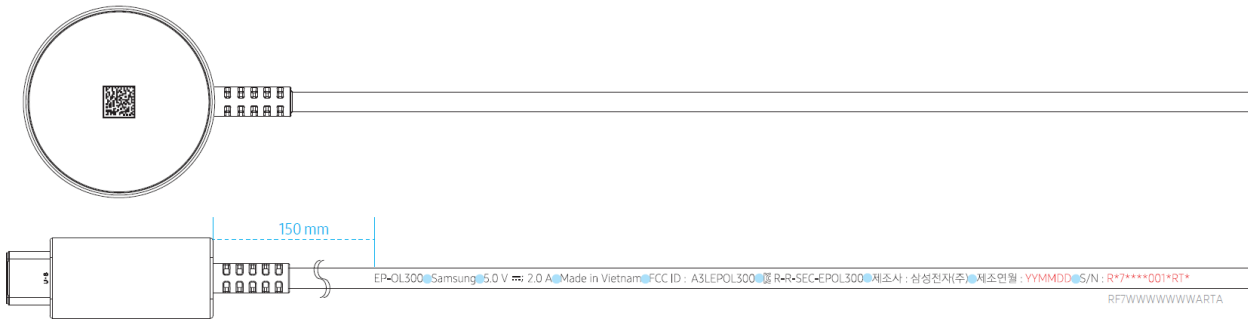 150 mm
EP-OL300 Samsung 5.0 V ⎓ 2.0 A Made in Vietnam FCC ID : A3LEPOL300 R-R-SEC-EPOL300 제조사 : 삼성전자(주) 제조연월 : YYMMDD S/N : R*7****001*RT*
RF7WWWWWWWARTA